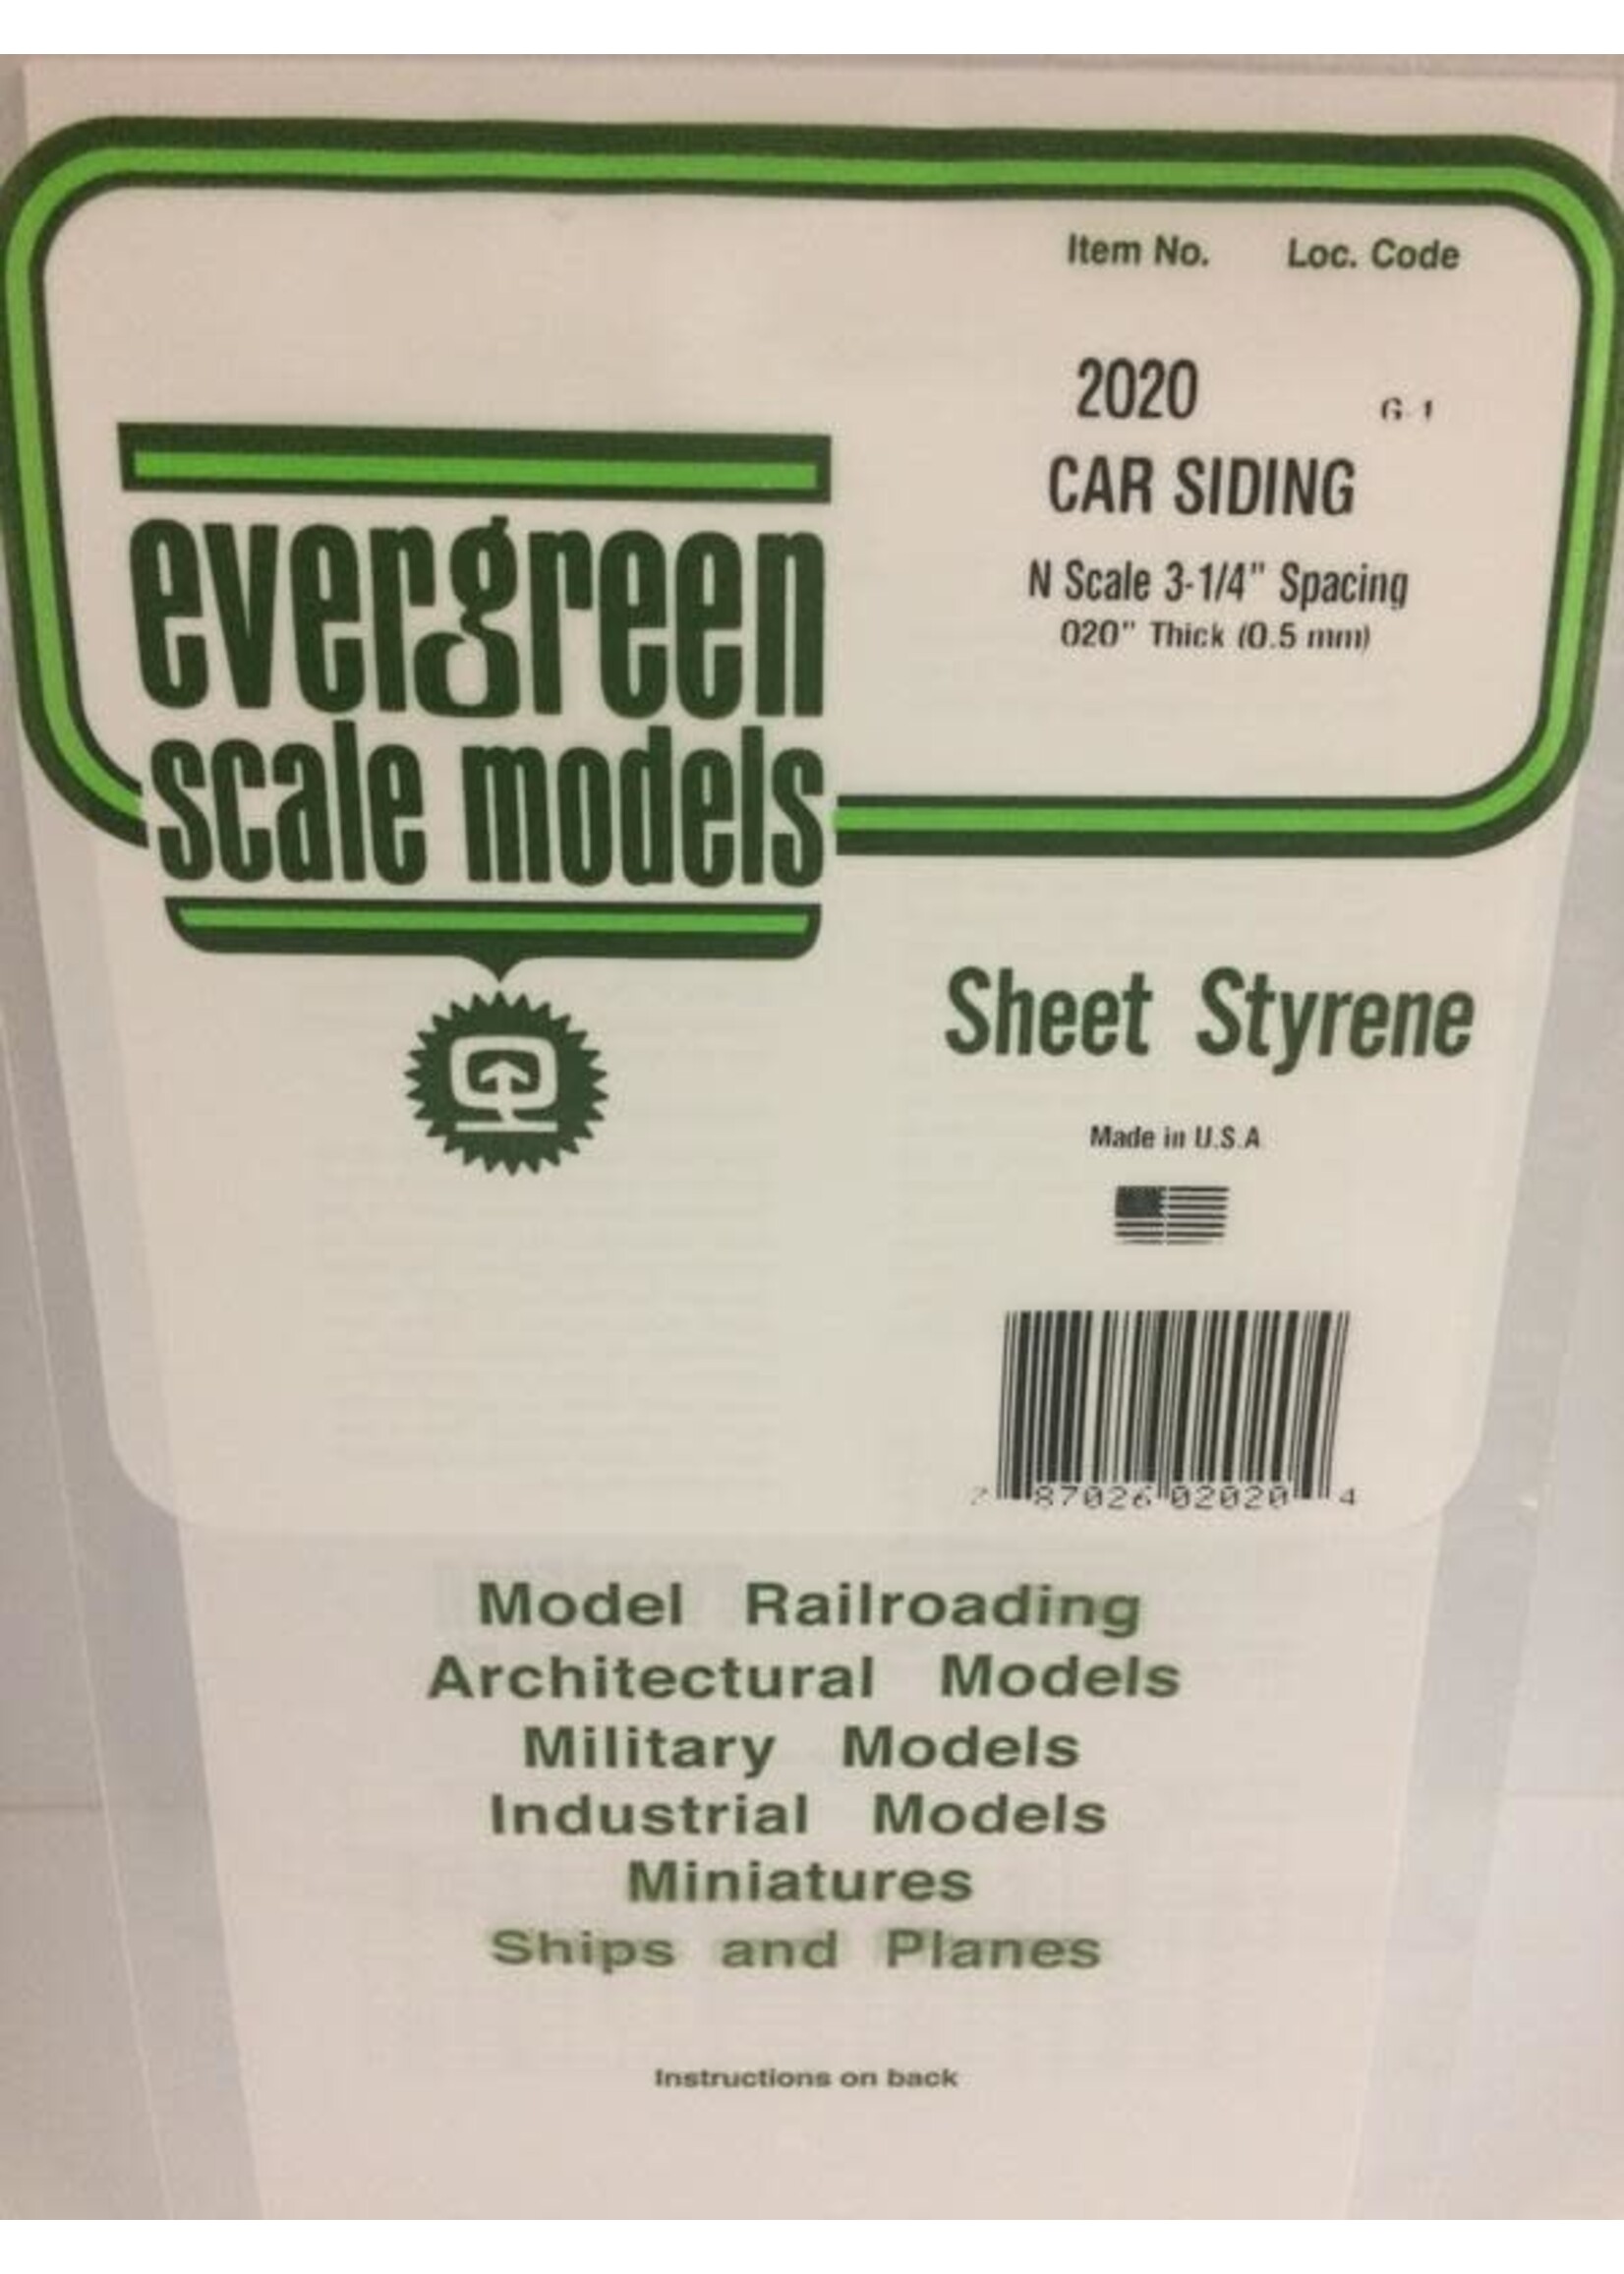 Item No. Loc. Code
2020 G-1
CAR SIDING
N Scale 3-1/4" Spacing
020" Thick (0.5 mm)
evergreen
scale models
Sheet Styrene
Made in U.S.A
7 87026 02020 4
Model Railroading
Architectural Models
Military Models
Industrial Models
Miniatures
Ships and Planes
Instructions on back